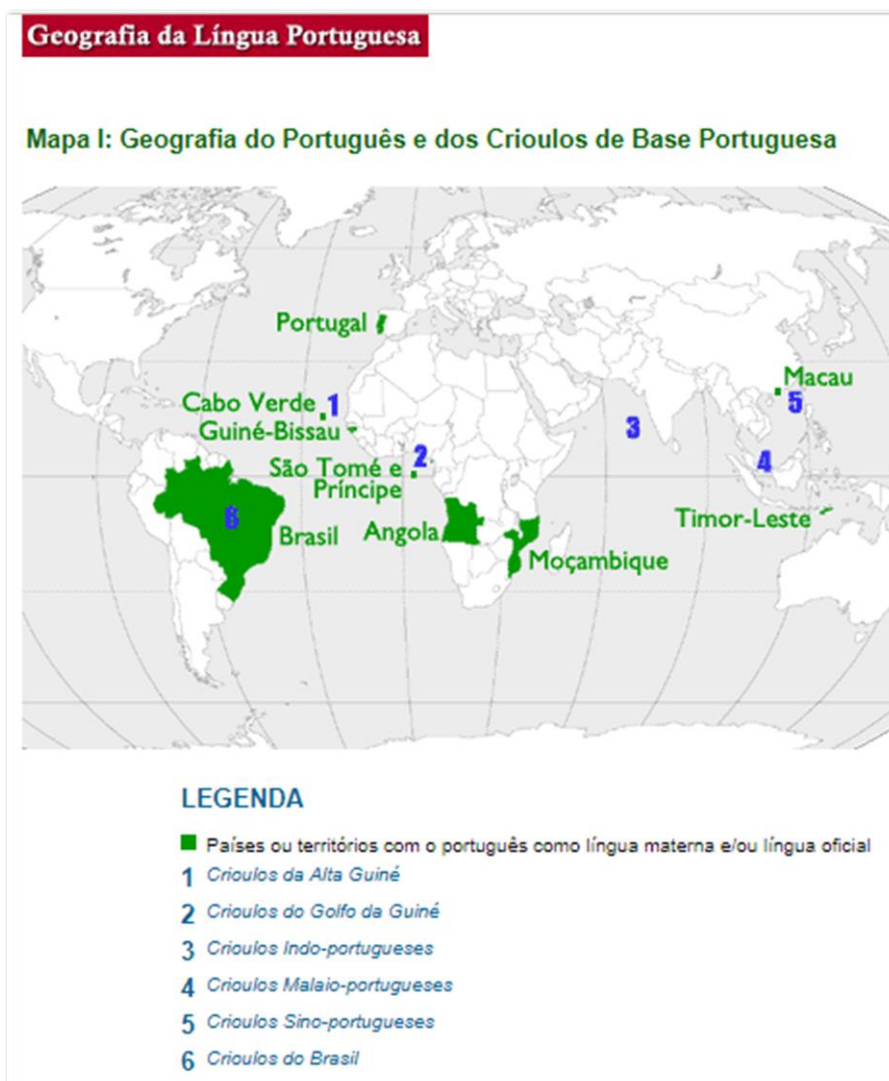 Geografia da Língua Portuguesa
Mapa I: Geografia do Português e dos Crioulos de Base Portuguesa
Portugal
Macau
5
Cabo Verde 1
Guiné-Bissau
3
2
4
São Tomé e
Príncipe
6
Brasil
Angola
Timor-Leste
Moçambique
LEGENDA
Países ou territórios com o português como língua materna e/ou língua oficial
1 Crioulos da Alta Guiné
2 Crioulos do Golfo da Guiné
3 Crioulos Indo-portugueses
4 Crioulos Malaio-portugueses
5 Crioulos Sino-portugueses
6 Crioulos do Brasil